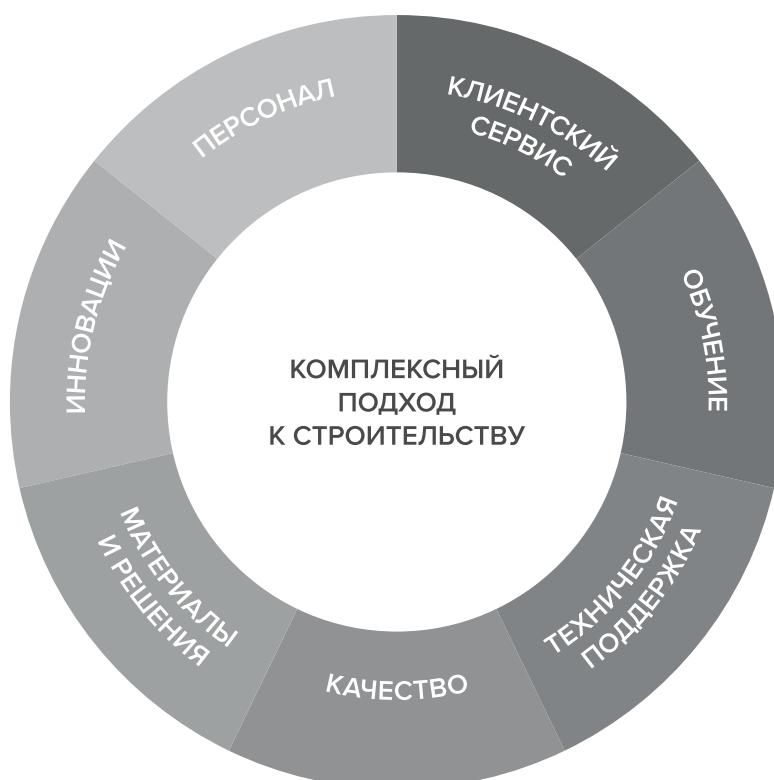 КЛИЕНТСКИЙ
СЕРВИС
ОБУЧЕНИЕ
ТЕХНИЧЕСКАЯ
ПОДДЕРЖКА
КАЧЕСТВО
МАТЕРИАЛЫ
И РЕШЕНИЯ
ИННОВАЦИИ
ПЕРСОНАЛ
КОМПЛЕКСНЫЙ
ПОДХОД
К СТРОИТЕЛЬСТВУ